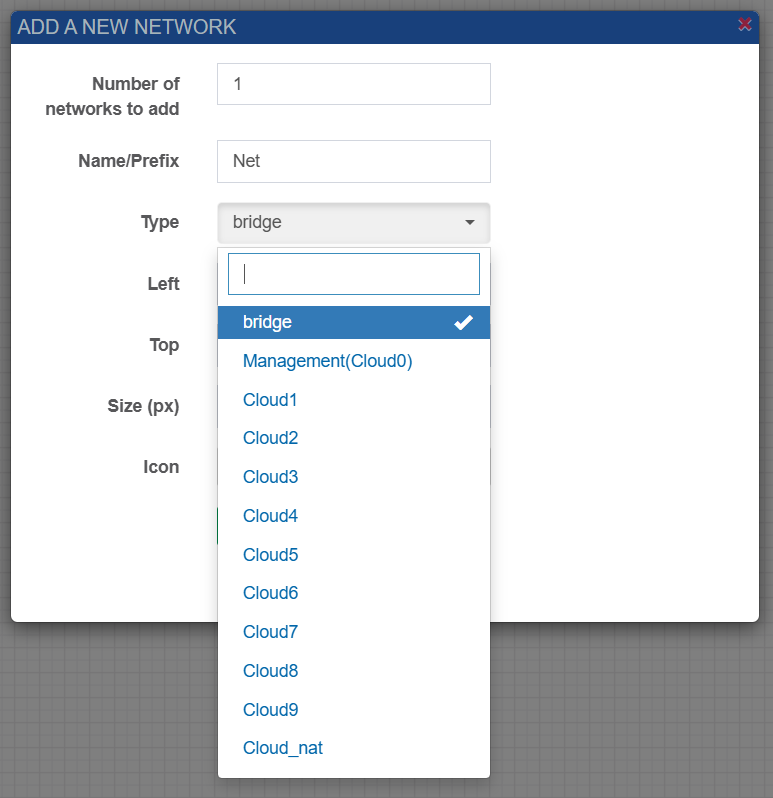 ADD A NEW NETWORK
Number of
networks to add
1
Name/Prefix
Net
Type
bridge
Left
Top
Size (px)
Icon
bridge
Management(Cloud0)
Cloud1
Cloud2
Cloud3
Cloud4
Cloud5
Cloud6
Cloud7
Cloud8
Cloud9
Cloud_nat